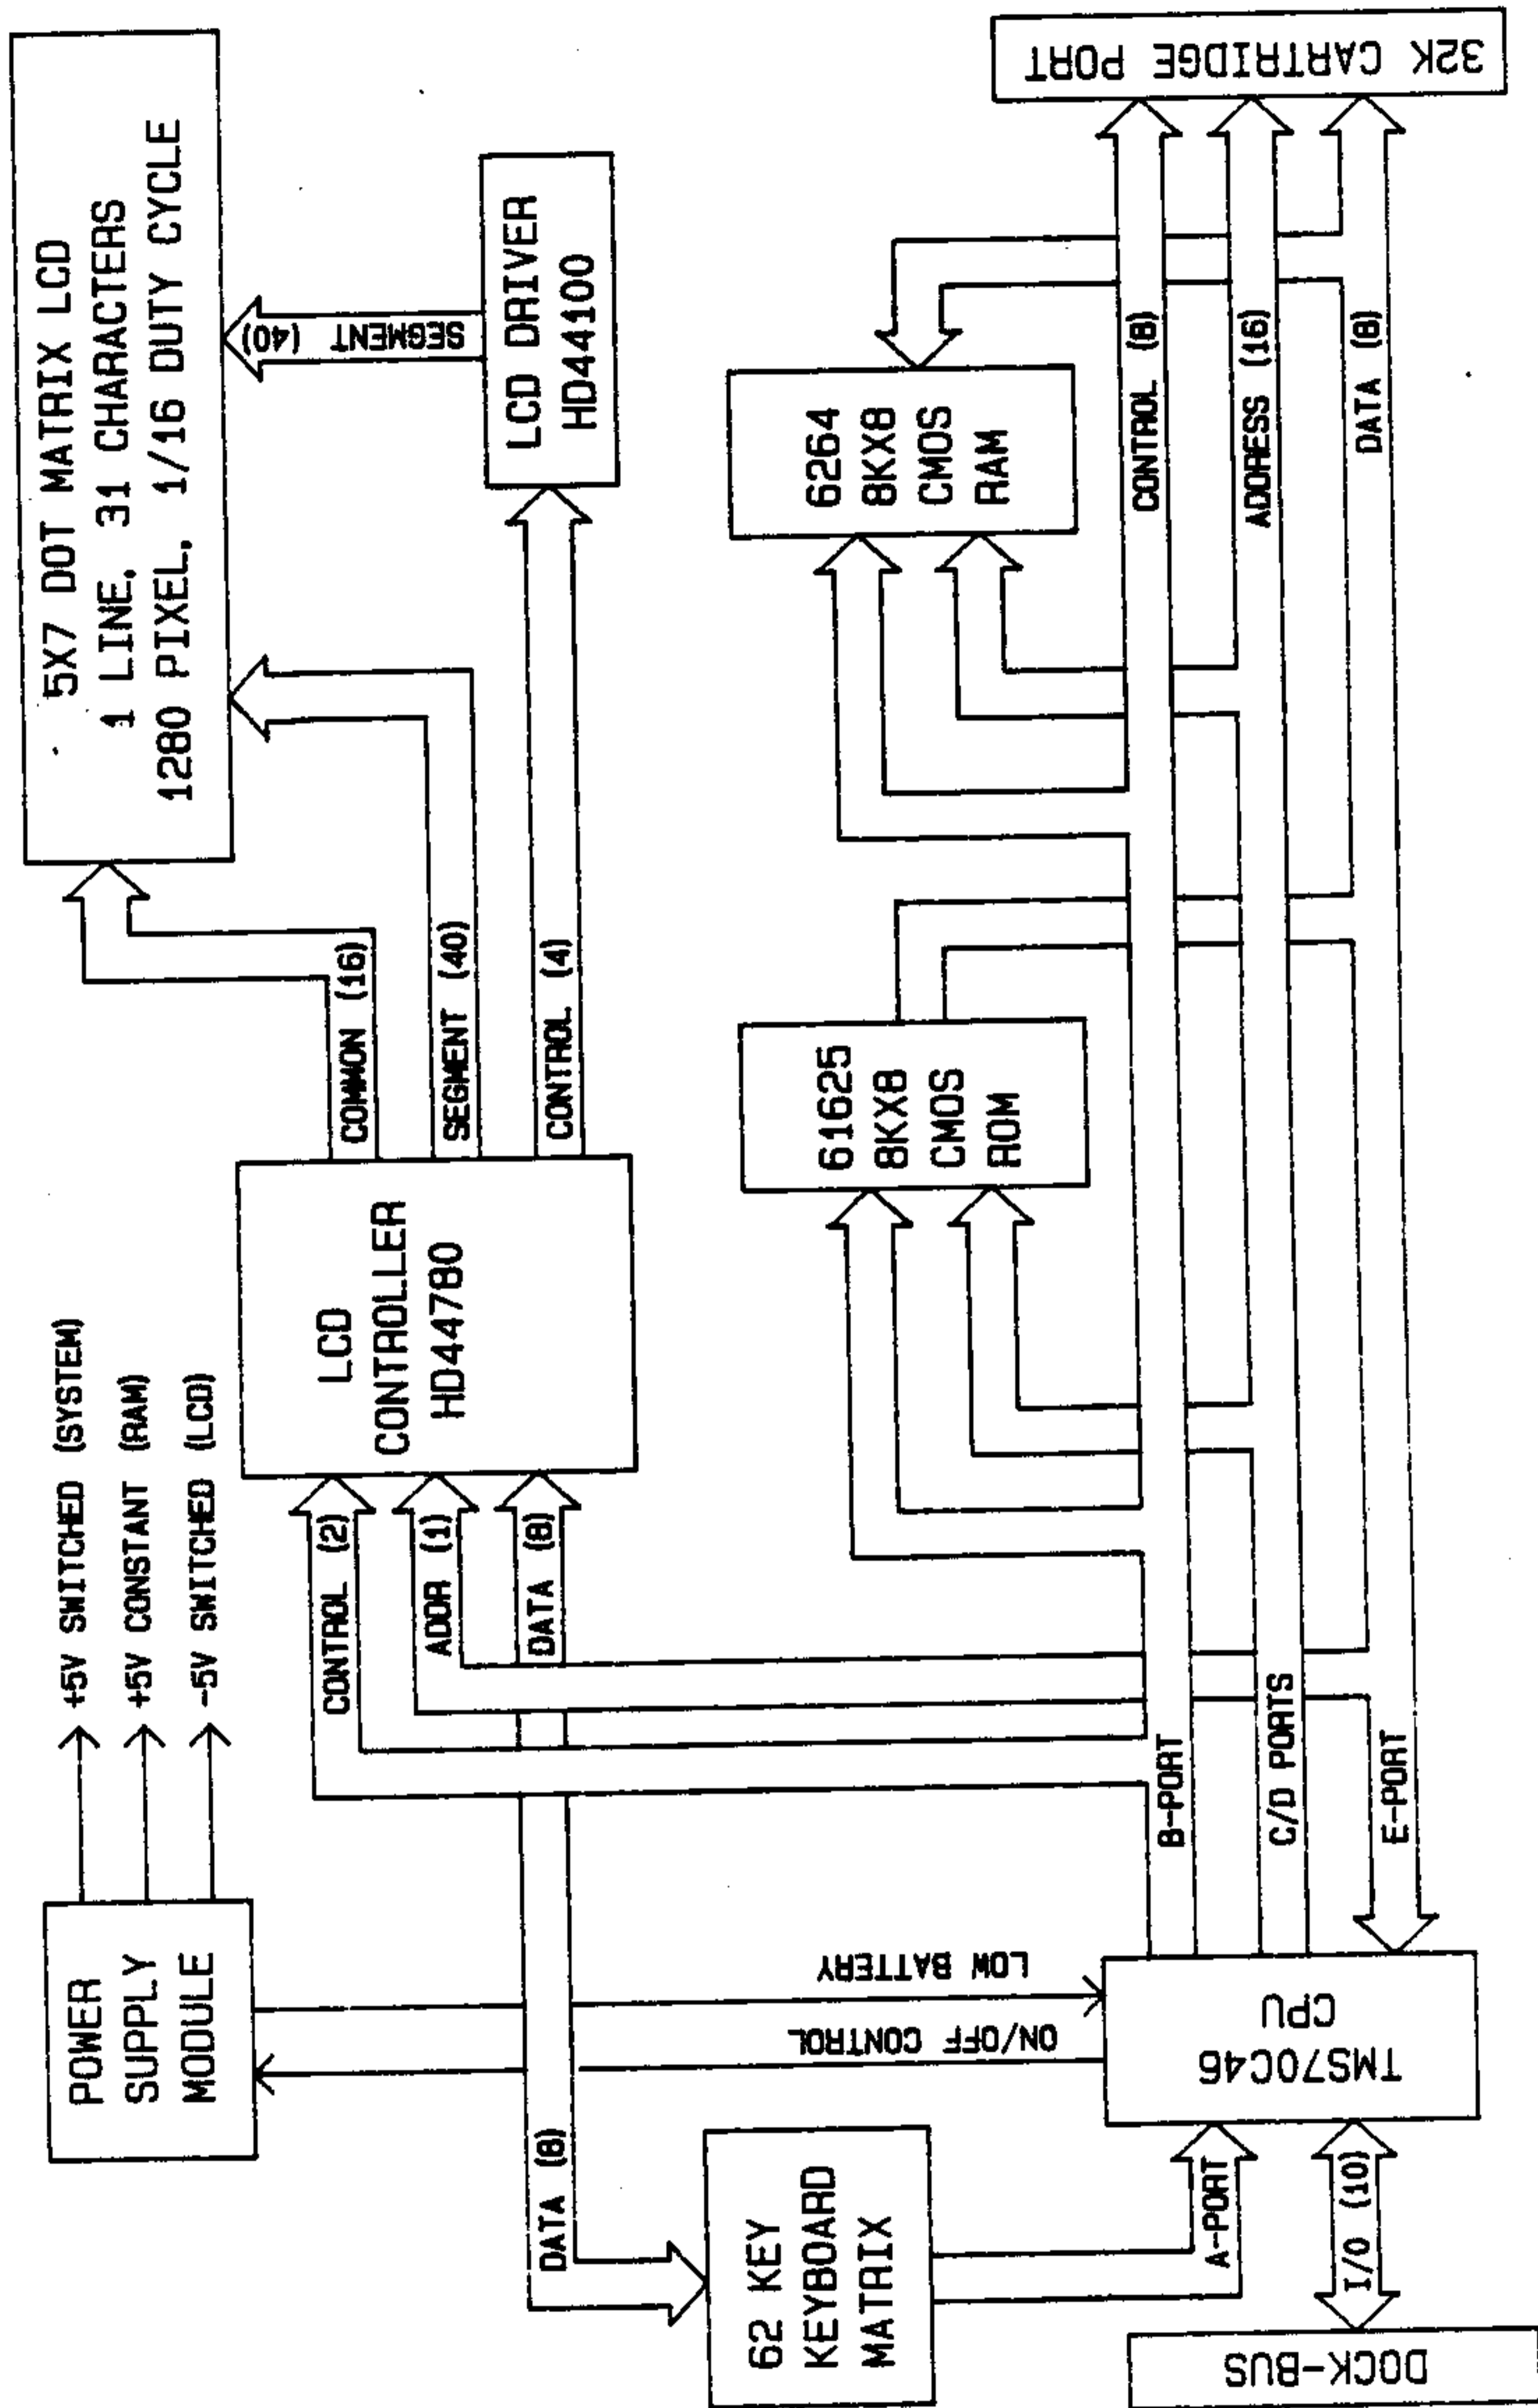 POWER
SUPPLY
MODULE
+5V SWITCHED (SYSTEM)
+5V CONSTANT (RAM)
-5V SWITCHED (LCD)
5X7 DOT MATRIX LCD
1 LINE, 31 CHARACTERS
1280 PIXEL, 1/16 DUTY CYCLE
LCD
CONTROLLER
HD44780
CONTROL (2)
ADDR (1)
DATA (8)
COMMON (16)
SEGMENT (40)
CONTROL (4)
SEGMENT (40)
LCD DRIVER
HD44100
DATA (8)
LOW BATTERY
ON/OFF CONTROL
62 KEY
KEYBOARD
MATRIX
61625
8KX8
CMOS
ROM
6264
8KX8
CMOS
RAM
A-PORT
I/O (10)
DOCK-BUS
CPU
TMS70C46
B-PORT
C/D PORTS
E-PORT
CONTROL (8)
ADDRESS (16)
DATA (8)
32K CARTRIDGE PORT